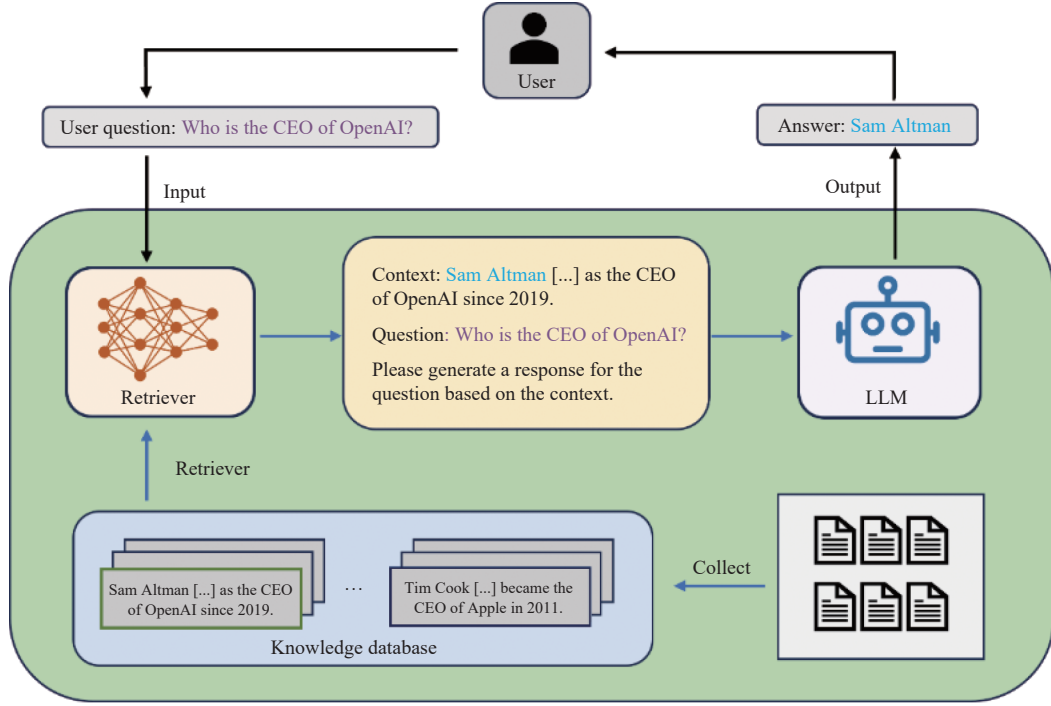 User
User question: Who is the CEO of OpenAI?
Answer: Sam Altman
Input
Output
Context: Sam Altman [...] as the CEO
of OpenAI since 2019.
Question: Who is the CEO of OpenAI?
Please generate a response for the
question based on the context.
Retriever
LLM
Retriever
Collect
Sam Altman [...] as the CEO
of OpenAI since 2019.
...
Tim Cook [...] became the
CEO of Apple in 2011.
Knowledge database